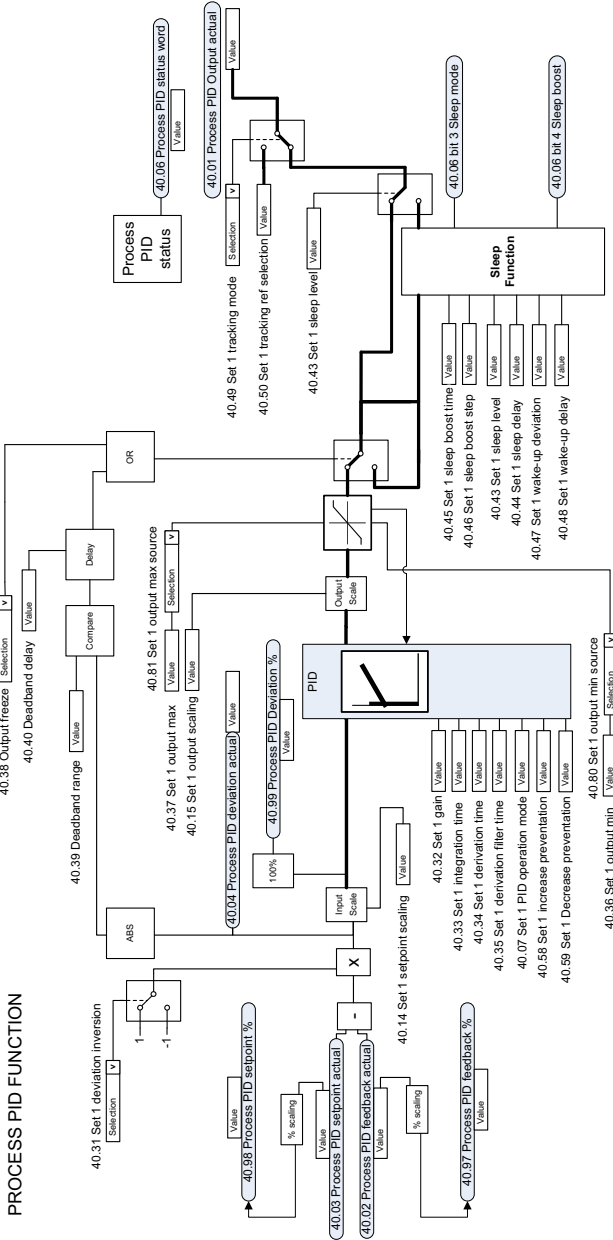 PROCESS PID FUNCTION
40.31 Set 1 deviation inversion
Selection v
1
-1
40.98 Process PID setpoint %
Value
% scaling
40.03 Process PID setpoint actual
Value
40.02 Process PID feedback actual
Value
% scaling
40.97 Process PID feedback %
Value
-
X
ABS
40.14 Set 1 setpoint scaling
Value
Input
Scale
100%
40.04 Process PID deviation actual
Value
40.99 Process PID Deviation %
Value
40.38 Output freeze
Selection v
40.40 Deadband delay
Value
40.39 Deadband range
Value
Compare
Delay
OR
40.81 Set 1 output max source
40.37 Set 1 output max
Value
Selection v
40.15 Set 1 output scaling
Value
PID
Output
Scale
40.32 Set 1 gain
Value
40.33 Set 1 integration time
Value
40.34 Set 1 derivation time
Value
40.35 Set 1 derivation filter time
Value
40.07 Set 1 PID operation mode
Value
40.58 Set 1 increase preventation
Value
40.59 Set 1 Decrease preventation
Value
40.80 Set 1 output min source
40.36 Set 1 output min
Value
Selection v
Process
PID
status
40.06 Process PID status word
Value
40.01 Process PID Output actual
Value
40.49 Set 1 tracking mode
Selection v
40.50 Set 1 tracking ref selection
Value
40.43 Set 1 sleep level
Value
40.45 Set 1 sleep boost time
Value
40.46 Set 1 sleep boost step
Value
40.43 Set 1 sleep level
Value
40.44 Set 1 sleep delay
Value
40.47 Set 1 wake-up deviation
Value
40.48 Set 1 wake-up delay
Value
Sleep
Function
40.06 bit 3 Sleep mode
40.06 bit 4 Sleep boost